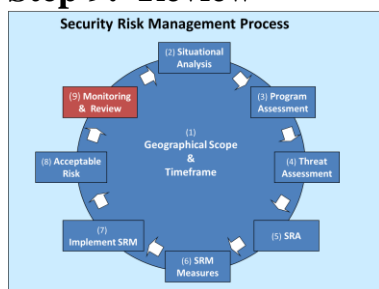 Security Risk Management Process
(2) Situational
Analysis
(3) Program
Assessment
(4) Threat
Assessment
(5) SRA
(6) SRM
Measures
(7)
Implement SRM
(8) Acceptable
Risk
(9) Monitoring
& Review
(1)
Geographical Scope
&
Timeframe